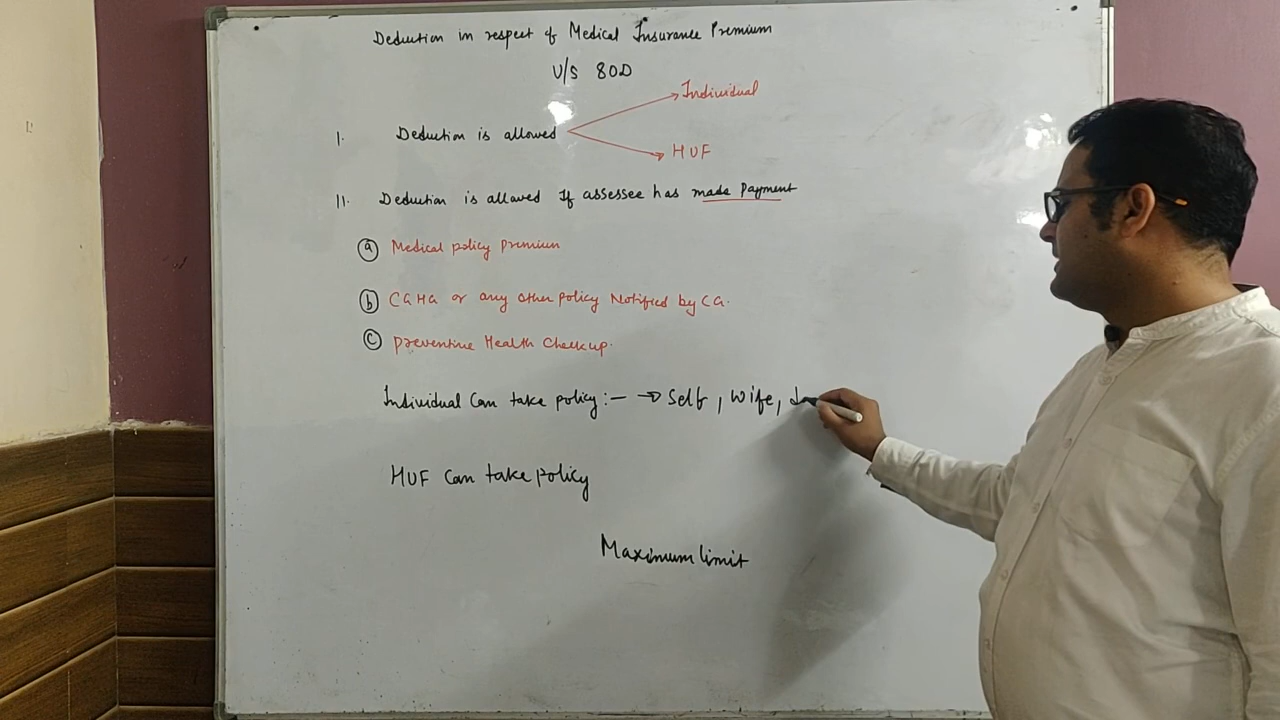 Deduction in respect of Medical Insurance Premium
U/S 80D
I. Deduction is allowed
Individual
HUF
II. Deduction is allowed If assessee has made Payment
(a) Medical policy Premium
(b) CGHG or any other policy Notified by CG.
(c) Preventive Health Checkup.
Individual Can take policy:- → Self, Wife, d
HUF Can take policy
Maximum limit